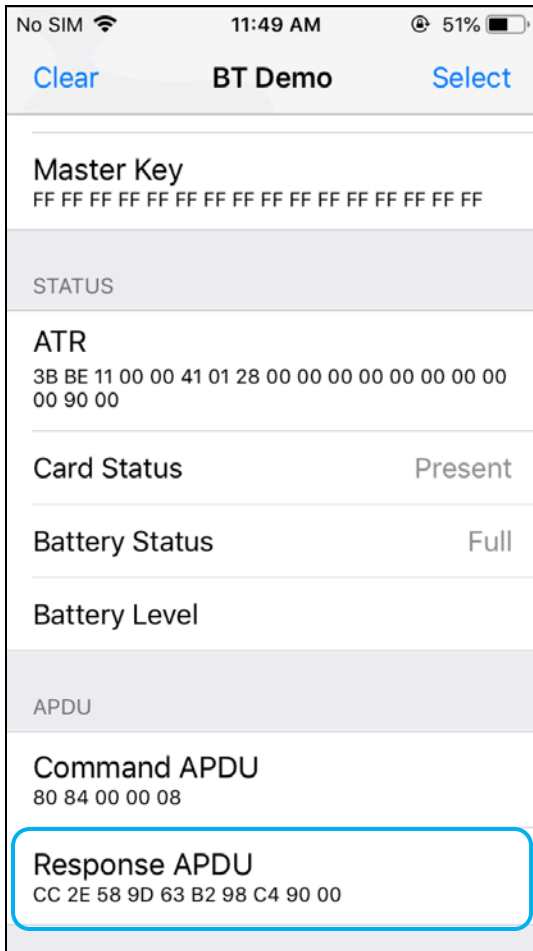 No SIM 11:49 AM 51%
Clear BT Demo Select
Master Key
FF FF FF FF FF FF FF FF FF FF FF FF FF FF FF FF
STATUS
ATR
3B BE 11 00 00 41 01 28 00 00 00 00 00 00 00 00
00 90 00
Card Status Present
Battery Status Full
Battery Level
APDU
Command APDU
80 84 00 00 08
Response APDU
CC 2E 58 9D 63 B2 98 C4 90 00